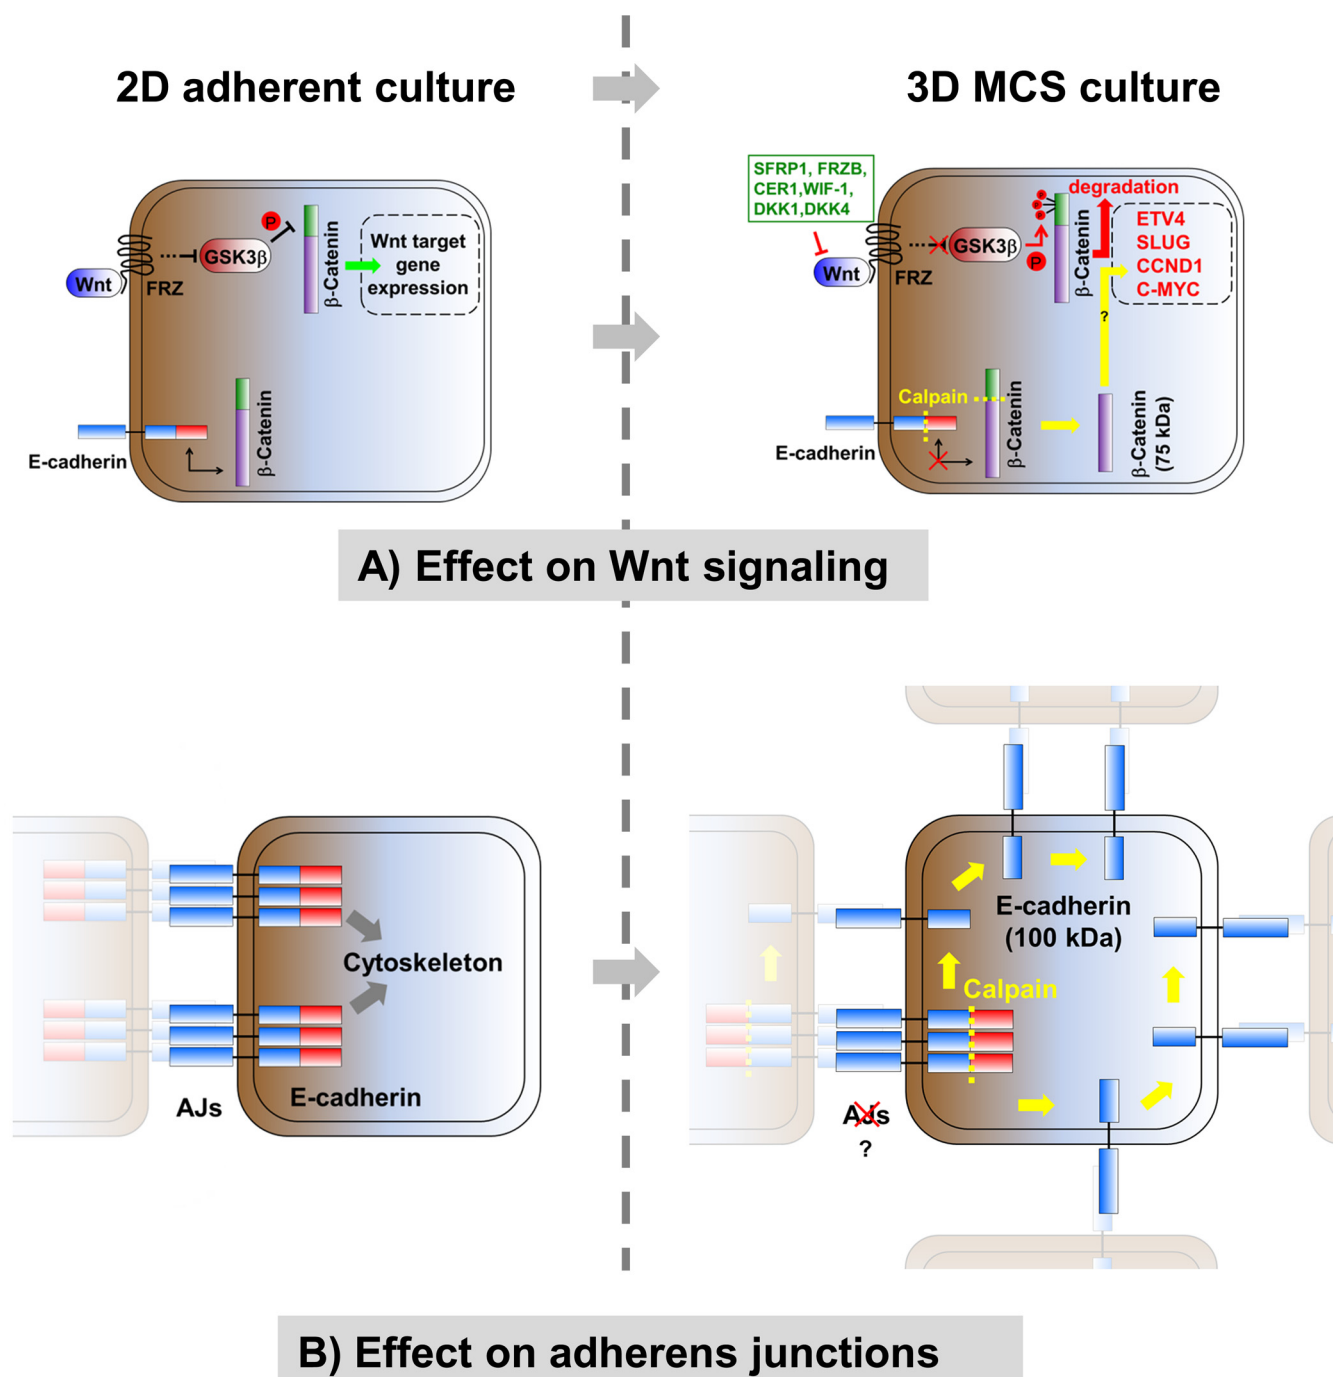 2D adherent culture
3D MCS culture
Wnt
FRZ
GSK3β
P
β-Catenin
Wnt target
gene
expression
E-cadherin
β-Catenin
SFRP1, FRZB,
CER1,WIF-1,
DKK1,DKK4
Wnt
FRZ
GSK3β
P
P
P
P
β-Catenin
degradation
ETV4
SLUG
CCND1
C-MYC
?
Calpain
E-cadherin
β-Catenin
β-Catenin
(75 kDa)
A) Effect on Wnt signaling
Cytoskeleton
E-cadherin
AJs
E-cadherin
(100 kDa)
Calpain
AJs
?
B) Effect on adherens junctions